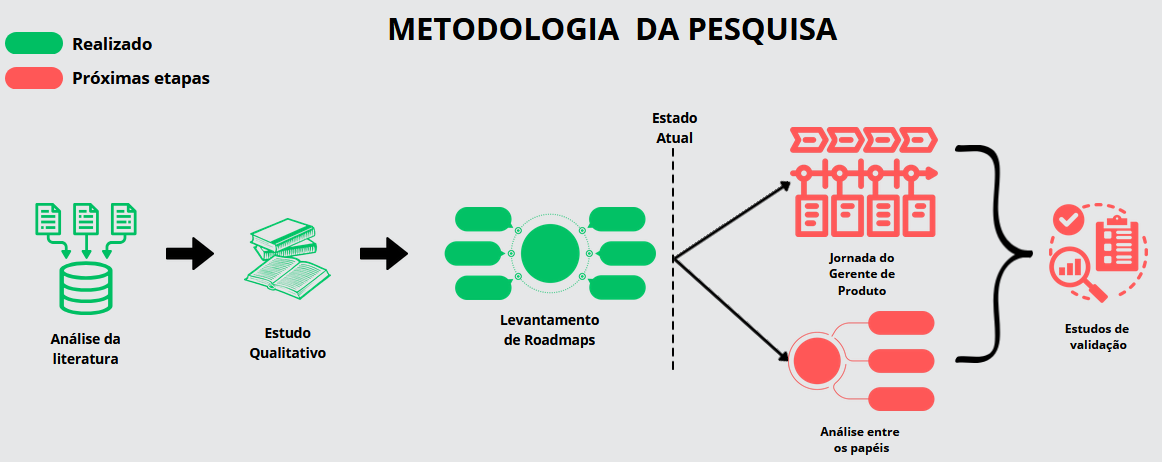 METODOLOGIA DA PESQUISA
Realizado
Próximas etapas
Estado
Atual
Análise da
literatura
Estudo
Qualitativo
Levantamento
de Roadmaps
Jornada do
Gerente de
Produto
Análise entre
os papéis
Estudos de
validação